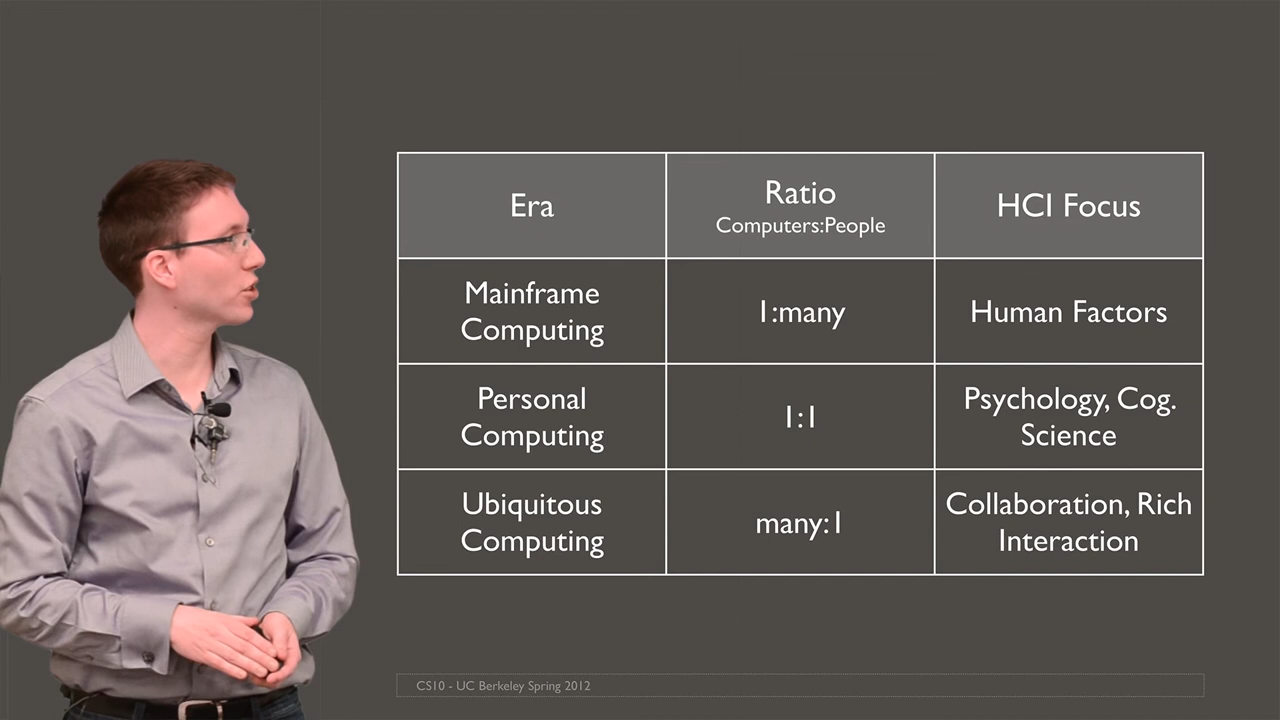 Era
Ratio
Computers:People
HCI Focus
Mainframe
Computing
1:many
Human Factors
Personal
Computing
1:1
Psychology, Cog.
Science
Ubiquitous
Computing
many:1
Collaboration, Rich
Interaction
CS10 - UC Berkeley Spring 2012